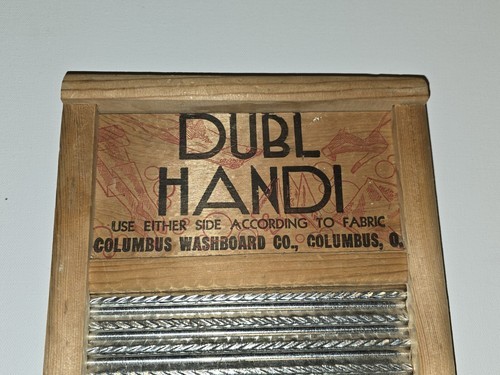 DUBL
HANDI
USE EITHER SIDE ACCORDING TO FABRIC
COLUMBUS WASHBOARD CO., COLUMBUS, O.